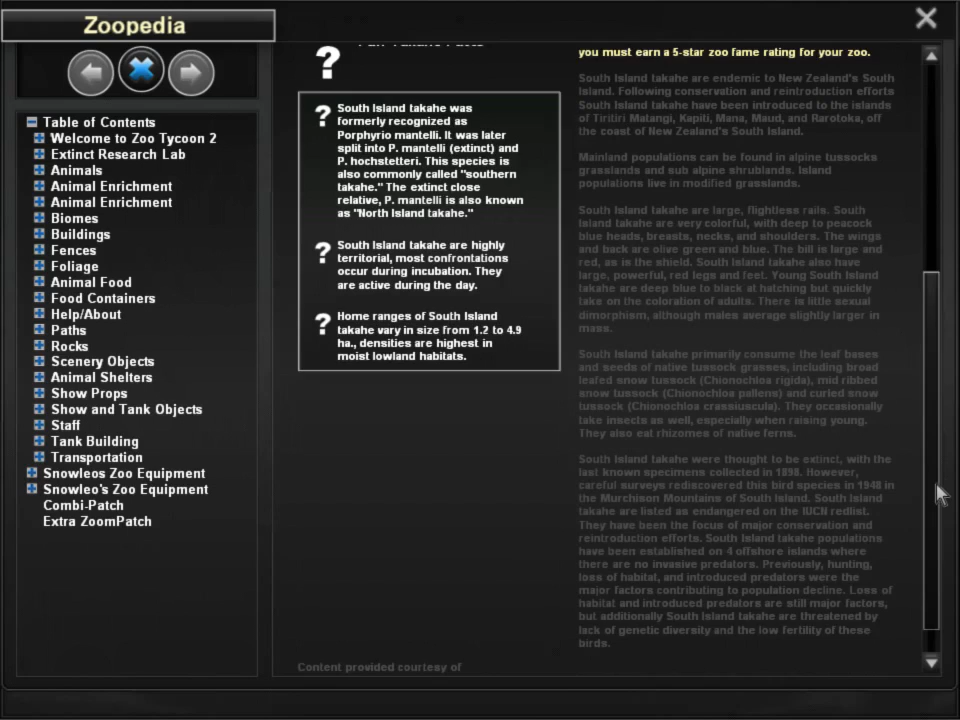 Zoopedia
Table of Contents
Welcome to Zoo Tycoon 2
Extinct Research Lab
Animals
Animal Enrichment
Animal Enrichment
Biomes
Buildings
Fences
Foliage
Animal Food
Food Containers
Help/About
Paths
Rocks
Scenery Objects
Animal Shelters
Show Props
Show and Tank Objects
Staff
Tank Building
Transportation
Snowleos Zoo Equipment
Snowleo's Zoo Equipment
Combi-Patch
Extra ZoomPatch
?
? South Island takahe was
formerly recognized as
Porphyrio mantelli. It was later
split into P. mantelli (extinct) and
P. hochstetteri. This species is
also commonly called "southern
takahe." The extinct close
relative, P. mantelli is also known
as "North Island takahe."
? South Island takahe are highly
territorial, most confrontations
occur during incubation. They
are active during the day.
? Home ranges of South Island
takahe vary in size from 1.2 to 4.9
ha., densities are highest in
moist lowland habitats.
Content provided courtesy of
you must earn a 5-star zoo fame rating for your zoo.
South Island takahe are endemic to New Zealand's South
Island. Following conservation and reintroduction efforts
South Island takahe have been introduced to the islands
of Tiritiri Matangi, Kapiti, Mana, Maud, and Rarotoka, off
the coast of New Zealand's South Island.
Mainland populations can be found in alpine tussocks
grasslands and sub alpine shrublands. Island
populations live in modified grasslands.
South Island takahe are large, flightless rails. South
Island takahe are very colorful, with deep to peacock
blue heads, breasts, necks, and shoulders. The wings
and back are olive green and blue. The bill is large and
red, as is the shield. South Island takahe also have
large, powerful, red legs and feet. Young South Island
takahe are deep blue to black at hatching but quickly
take on the coloration of adults. There is little sexual
dimorphism, although males average slightly larger in
mass.
South Island takahe primarily consume the leaf bases
and seeds of native tussock grasses, including broad
leafed snow tussock (Chionochloa rigida), mid ribbed
snow tussock (Chionochloa pallens) and curled snow
tussock (Chionochloa crassiuscula). They occasionally
take insects as well, especially when raising young.
They also eat rhizomes of native ferns.
South Island takahe were thought to be extinct, with the
last known specimens collected in 1898. However,
careful surveys rediscovered this bird species in 1948 in
the Murchison Mountains of South Island. South Island
takahe are listed as endangered on the IUCN redlist.
They have been the focus of major conservation and
reintroduction efforts. South Island takahe populations
have been established on 4 offshore islands where
there are no invasive predators. Previously, hunting,
loss of habitat, and introduced predators were the
major factors contributing to population decline. Loss of
habitat and introduced predators are still major factors,
but additionally South Island takahe are threatened by
lack of genetic diversity and the low fertility of these
birds.